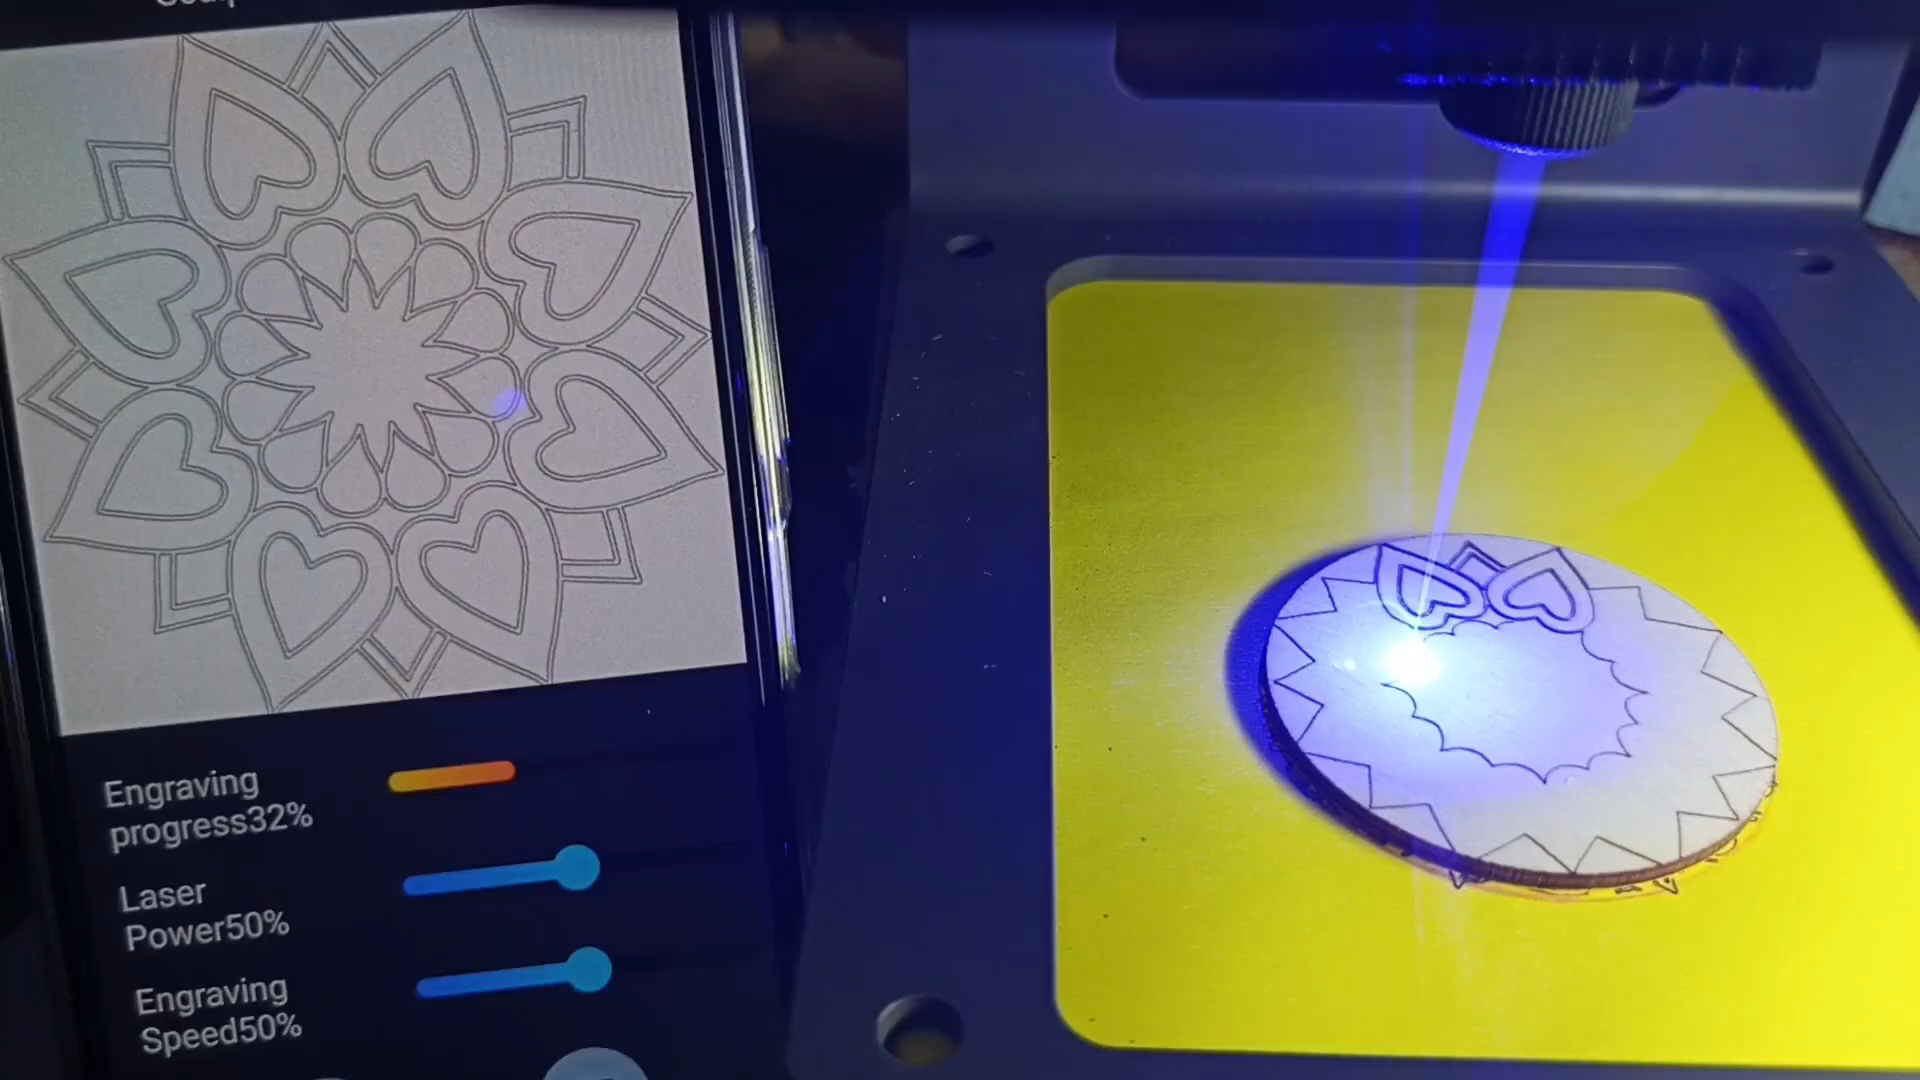 Engraving
progress32%
Laser
Power50%
Engraving
Speed50%